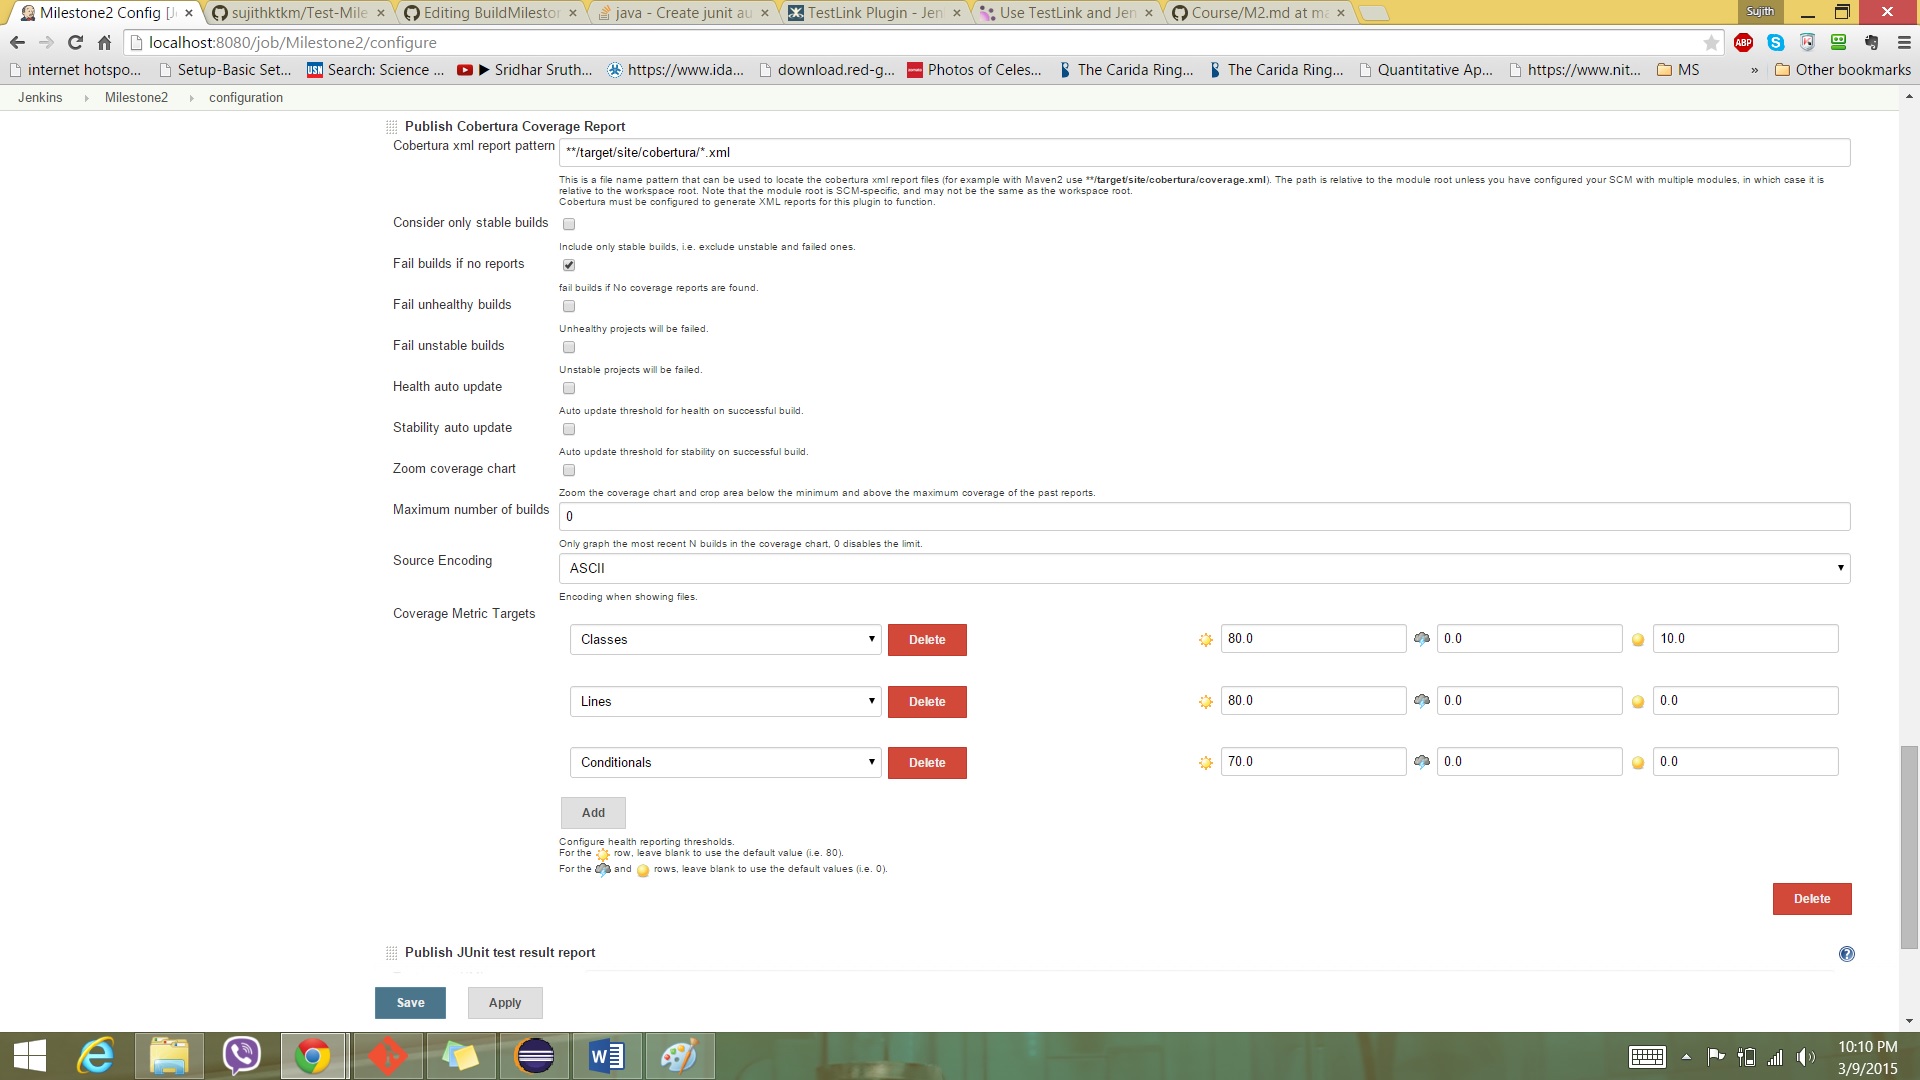 Milestone2 Config [J
sujithktkm/Test-Mile
Editing BuildMilesto
java - Create junit au
TestLink Plugin - Jen
Use TestLink and Jen
Course/M2.md at ma
Sujith
localhost:8080/job/Milestone2/configure
ABP
internet hotspo...
Setup-Basic Set...
USN Search: Science ...
▶ Sridhar Sruth...
https://www.ida...
download.red-g...
Photos of Celes...
The Carida Ring...
The Carida Ring...
Quantitative Ap...
https://www.nit...
MS
»
Other bookmarks
Jenkins
Milestone2
configuration
Publish Cobertura Coverage Report
Cobertura xml report pattern
**/target/site/cobertura/*.xml
This is a file name pattern that can be used to locate the cobertura xml report files (for example with Maven2 use **/target/site/cobertura/coverage.xml). The path is relative to the module root unless you have configured your SCM with multiple modules, in which case it is
relative to the workspace root. Note that the module root is SCM-specific, and may not be the same as the workspace root.
Cobertura must be configured to generate XML reports for this plugin to function.
Consider only stable builds
Include only stable builds, i.e. exclude unstable and failed ones.
Fail builds if no reports
fail builds if No coverage reports are found.
Fail unhealthy builds
Unhealthy projects will be failed.
Fail unstable builds
Unstable projects will be failed.
Health auto update
Auto update threshold for health on successful build.
Stability auto update
Auto update threshold for stability on successful build.
Zoom coverage chart
Zoom the coverage chart and crop area below the minimum and above the maximum coverage of the past reports.
Maximum number of builds
0
Only graph the most recent N builds in the coverage chart, 0 disables the limit.
Source Encoding
ASCII
Encoding when showing files.
Coverage Metric Targets
Classes Delete 80.0 0.0 10.0
Lines Delete 80.0 0.0 0.0
Conditionals Delete 70.0 0.0 0.0
Add
Configure health reporting thresholds.
For the row, leave blank to use the default value (i.e. 80).
For the and rows, leave blank to use the default values (i.e. 0).
Delete
Publish JUnit test result report
Save
Apply
10:10 PM
3/9/2015